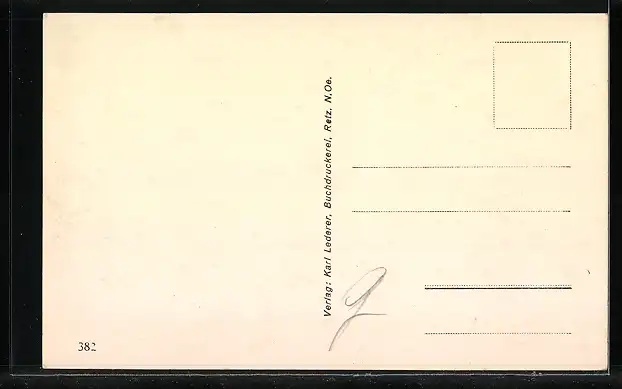 Verlag: Karl Lederer, Buchdruckerei, Retz, N.Oe.
382